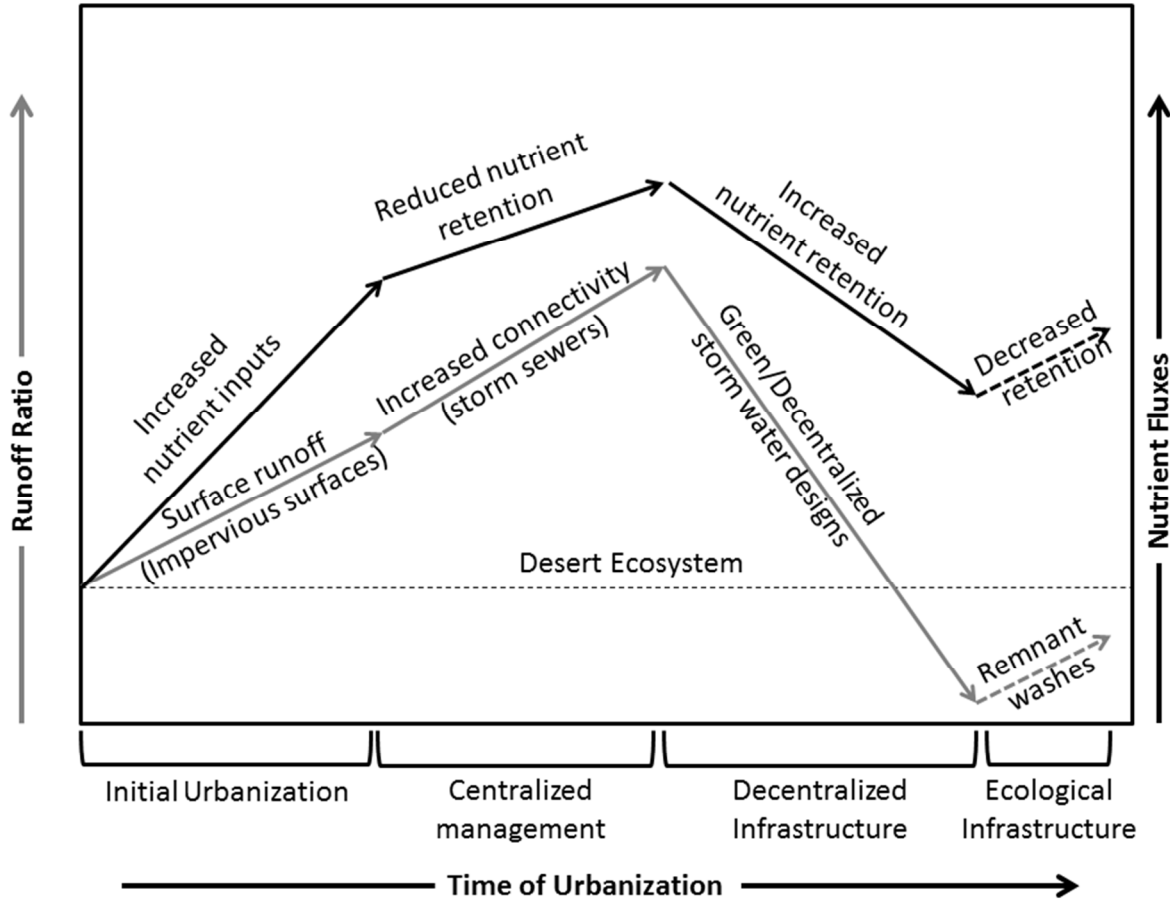 Reduced nutrient
retention
Increased
nutrient retention
Increased
nutrient inputs
Increased connectivity
(storm sewers)
Green/Decentralized
storm water designs
Decreased
retention
Surface runoff
(Impervious surfaces)
Desert Ecosystem
Remnant
washes
Runoff Ratio
Nutrient Fluxes
Initial Urbanization
Centralized
management
Decentralized
Infrastructure
Ecological
Infrastructure
Time of Urbanization